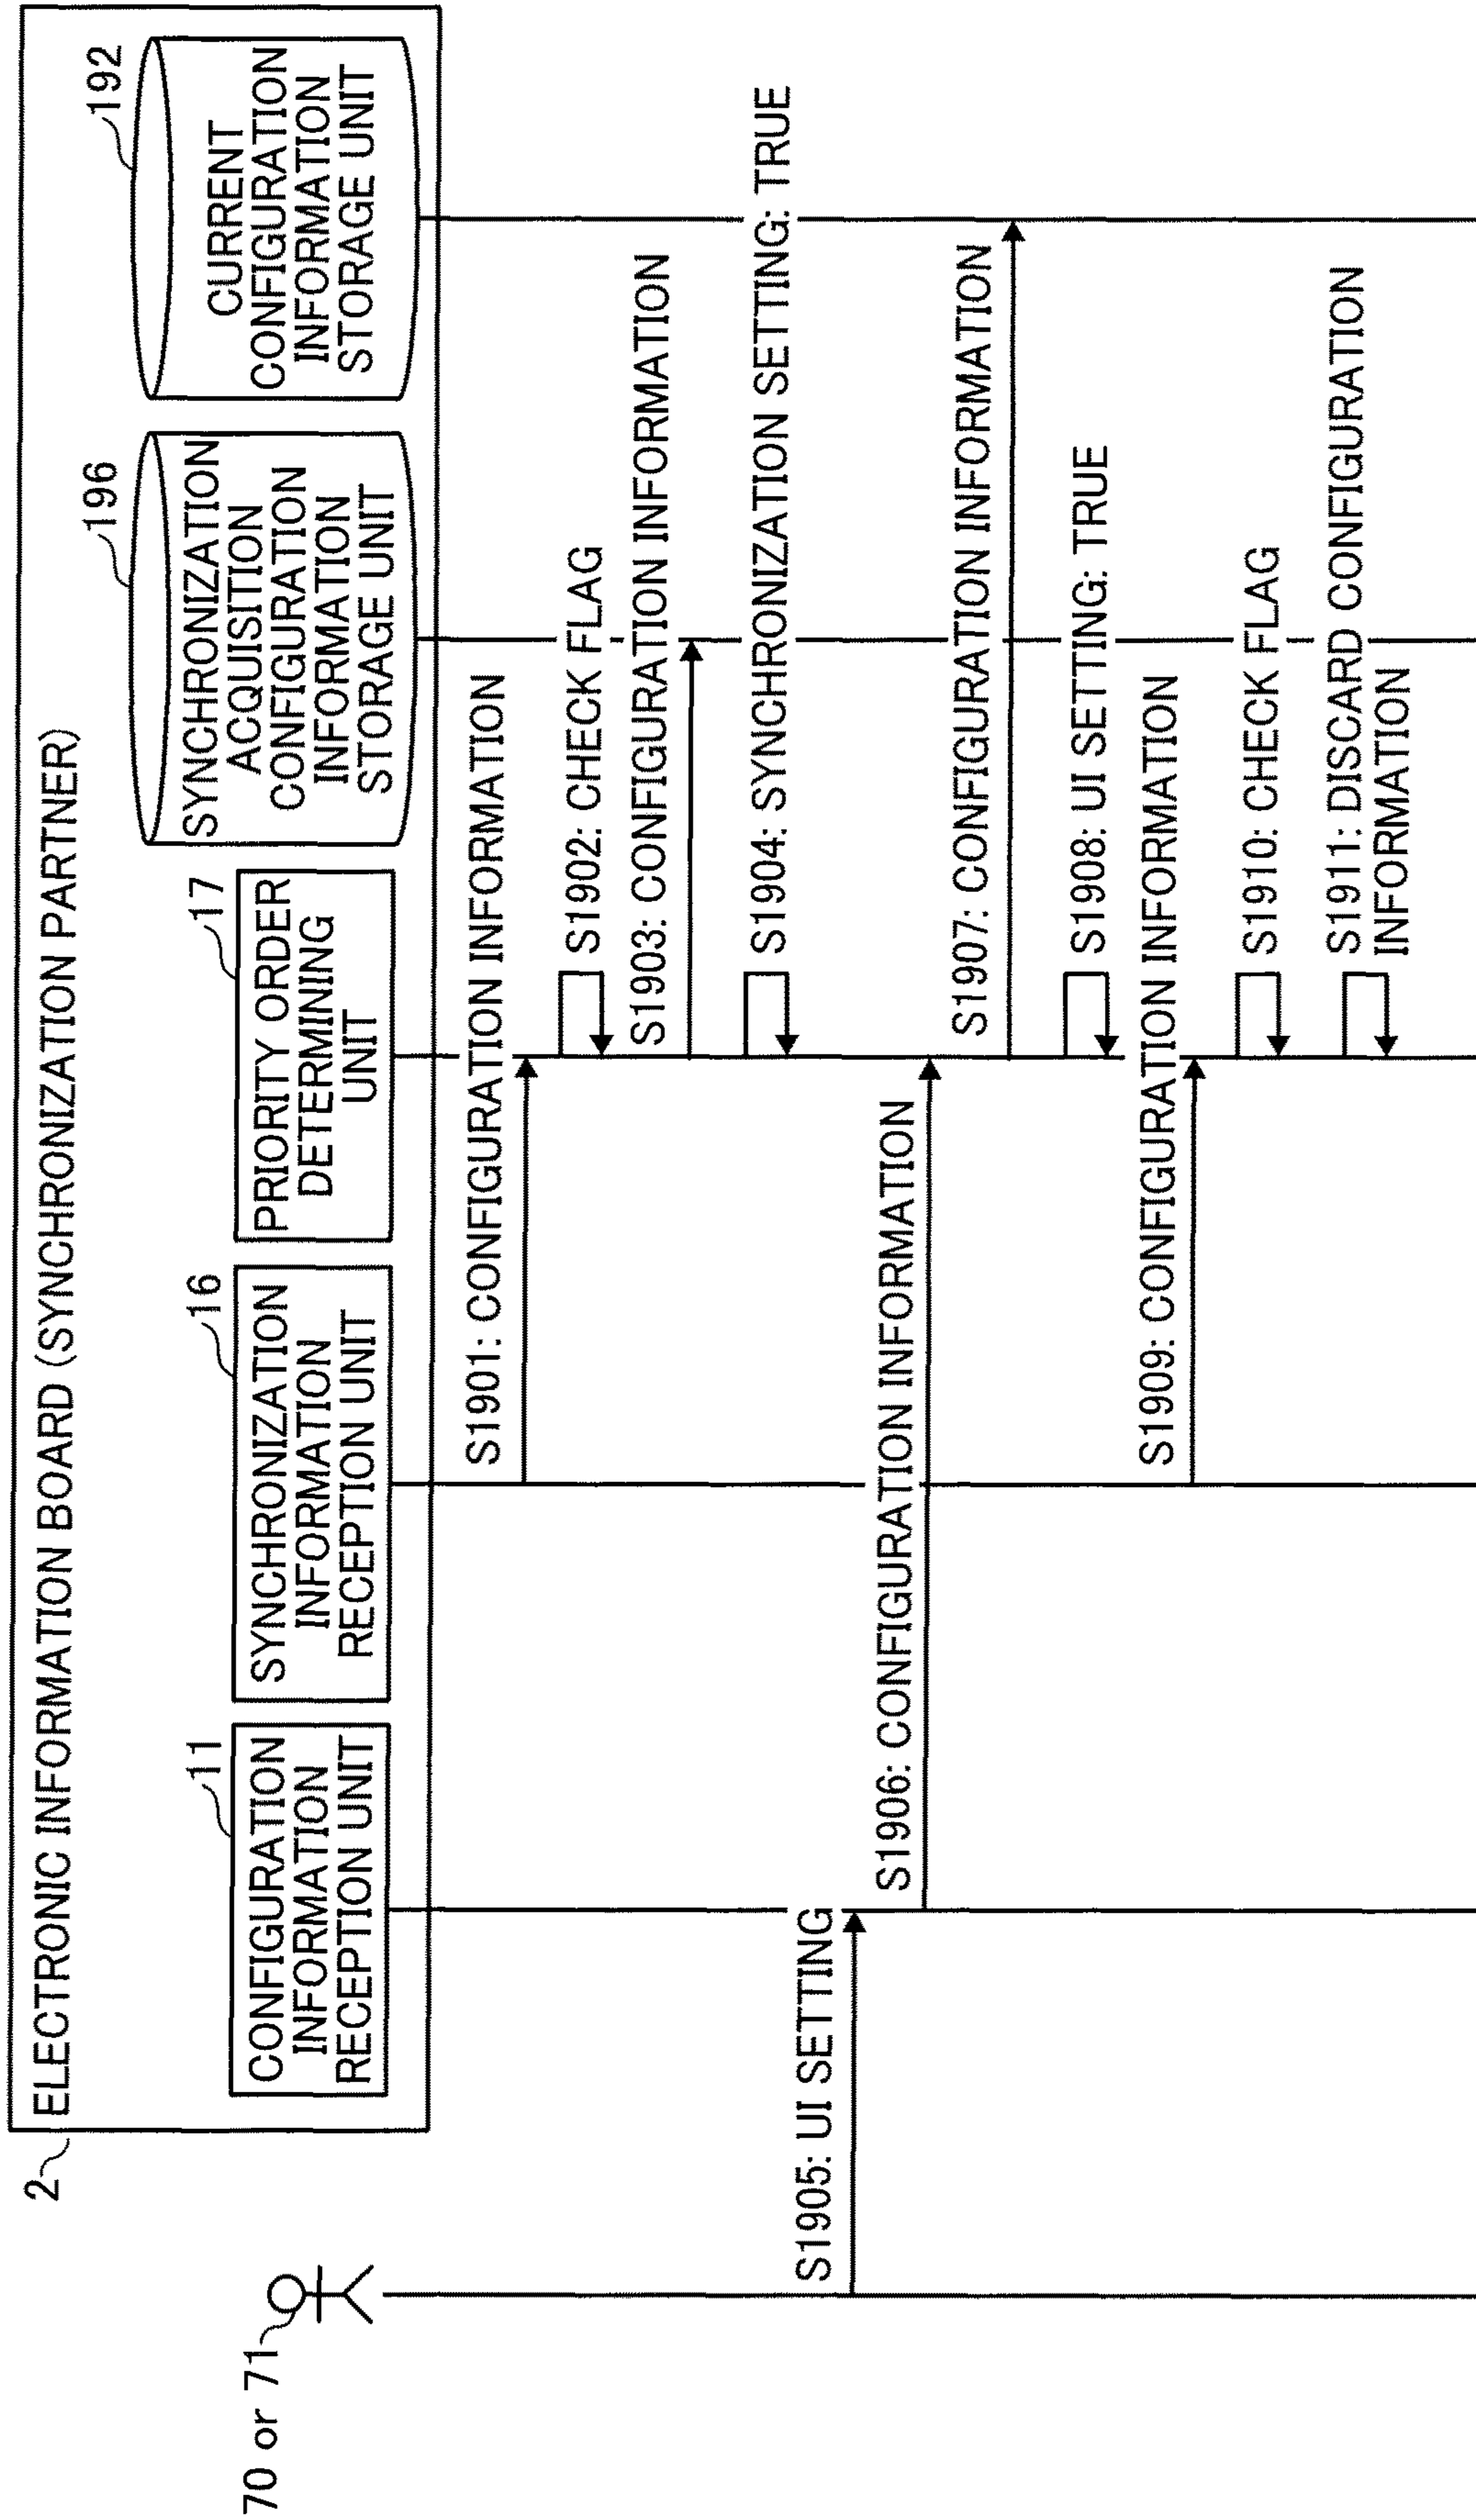 2
ELECTRONIC INFORMATION BOARD (SYNCHRONIZATION PARTNER)
70 or 71
11
CONFIGURATION
INFORMATION
RECEPTION UNIT
16
SYNCHRONIZATION
INFORMATION
RECEPTION UNIT
17
PRIORITY ORDER
DETERMINING
UNIT
196
SYNCHRONIZATION
ACQUISITION
CONFIGURATION
INFORMATION
STORAGE UNIT
192
CURRENT
CONFIGURATION
INFORMATION
STORAGE UNIT
S1901: CONFIGURATION INFORMATION
S1902: CHECK FLAG
S1903: CONFIGURATION INFORMATION
S1904: SYNCHRONIZATION SETTING: TRUE
S1905: UI SETTING
S1906: CONFIGURATION INFORMATION
S1907: CONFIGURATION INFORMATION
S1908: UI SETTING: TRUE
S1909: CONFIGURATION INFORMATION
S1910: CHECK FLAG
S1911: DISCARD CONFIGURATION
INFORMATION